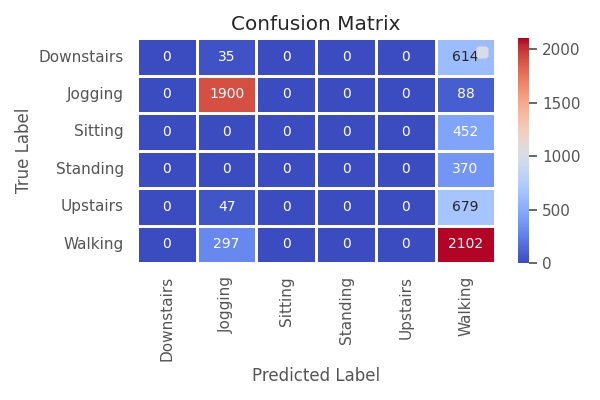 Confusion Matrix
True Label
Downstairs 0 35 0 0 0 614
Jogging 0 1900 0 0 0 88
Sitting 0 0 0 0 0 452
Standing 0 0 0 0 0 370
Upstairs 0 47 0 0 0 679
Walking 0 297 0 0 0 2102
Downstairs Jogging Sitting Standing Upstairs Walking
Predicted Label
2000
1500
1000
500
0